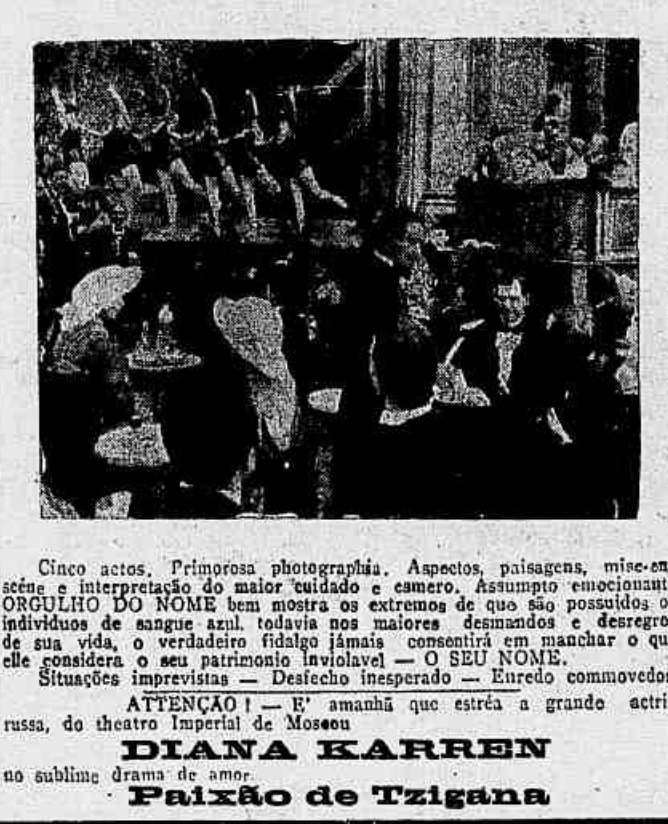 Cinco actos. Primorosa photographia. Aspectos, paisagens, mise-en
scéne e interpretação do maior cuidado e esmero. Assumpto emocionant
ORGULHO DO NOME bem mostra os extremos de que são possuidos o
individuos de sangue azul, todavia nos maiores desmandos e desregro
de sua vida, o verdadeiro fidalgo jámais consentirá em manchar o qu
elle considera o seu patrimonio inviolavel — O SEU NOME.
Situações imprevistas — Desfecho inesperado — Enredo commovedor
ATTENÇÃO ! — E' amanhã que estréa a grande actri
russa, do theatro Imperial de Moscou
DIANA KARREN
no sublime drama de amor.
Paixão de Tzigana